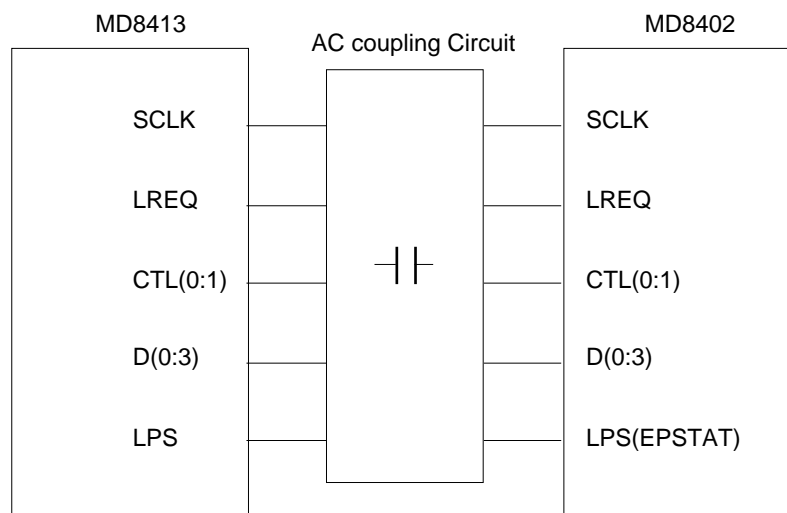 MD8413
AC coupling Circuit
MD8402
SCLK
SCLK
LREQ
LREQ
CTL(0:1)
CTL(0:1)
D(0:3)
D(0:3)
LPS
LPS(EPSTAT)